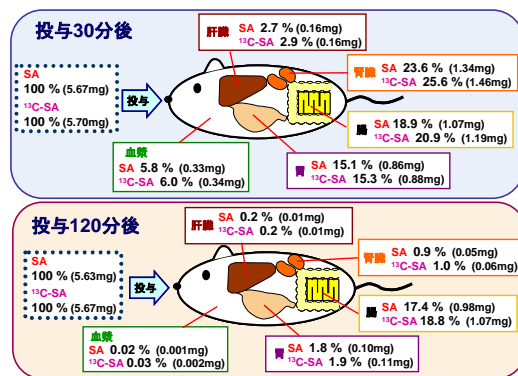 投与30分後
SA
100 % (5.67mg)
¹³C-SA
100 % (5.70mg)
投与
肝臓 SA 2.7 % (0.16mg)
¹³C-SA 2.9 % (0.16mg)
腎臓 SA 23.6 % (1.34mg)
¹³C-SA 25.6 % (1.46mg)
腸 SA 18.9 % (1.07mg)
¹³C-SA 20.9 % (1.19mg)
血漿
SA 5.8 % (0.33mg)
¹³C-SA 6.0 % (0.34mg)
胃 SA 15.1 % (0.86mg)
¹³C-SA 15.3 % (0.88mg)
投与120分後
SA
100 % (5.63mg)
¹³C-SA
100 % (5.67mg)
投与
肝臓 SA 0.2 % (0.01mg)
¹³C-SA 0.2 % (0.01mg)
腎臓 SA 0.9 % (0.05mg)
¹³C-SA 1.0 % (0.06mg)
腸 SA 17.4 % (0.98mg)
¹³C-SA 18.8 % (1.07mg)
血漿
SA 0.02 % (0.001mg)
¹³C-SA 0.03 % (0.002mg)
胃 SA 1.8 % (0.10mg)
¹³C-SA 1.9 % (0.11mg)